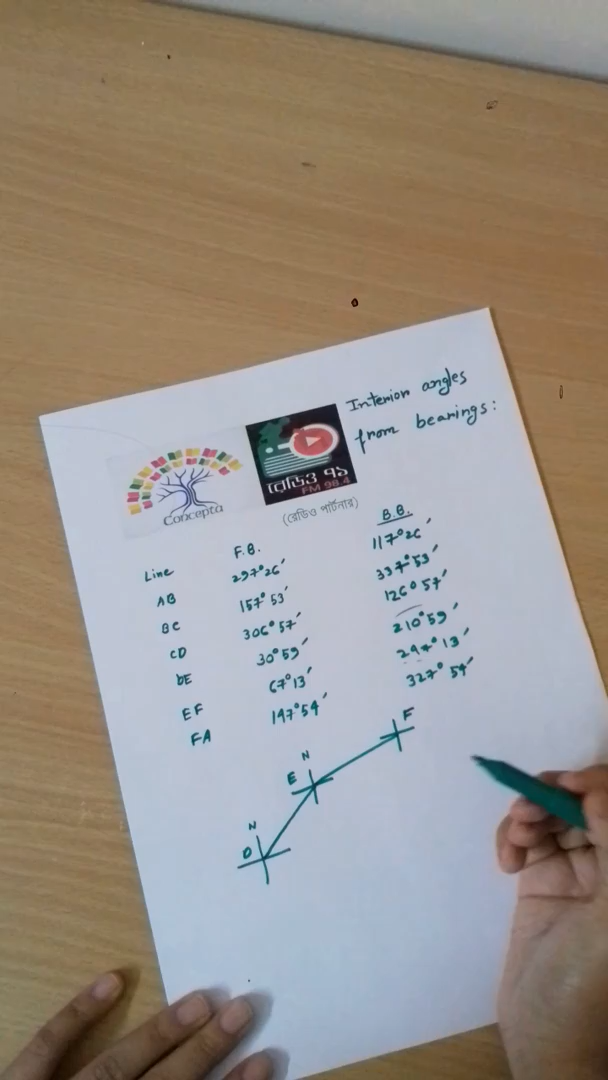 Interior angles
from bearings:
রেডিও ৭১
FM 98.4
Concepta
(রেডিও পার্টনার)
Line F.B. B.B.
AB 297°26′ 117°26′
BC 157°53′ 337°53′
CD 306°57′ 126°57′
DE 30°59′ 210°59′
EF 67°13′ 247°13′
FA 147°54′ 327°54′
F
N
E
N
D